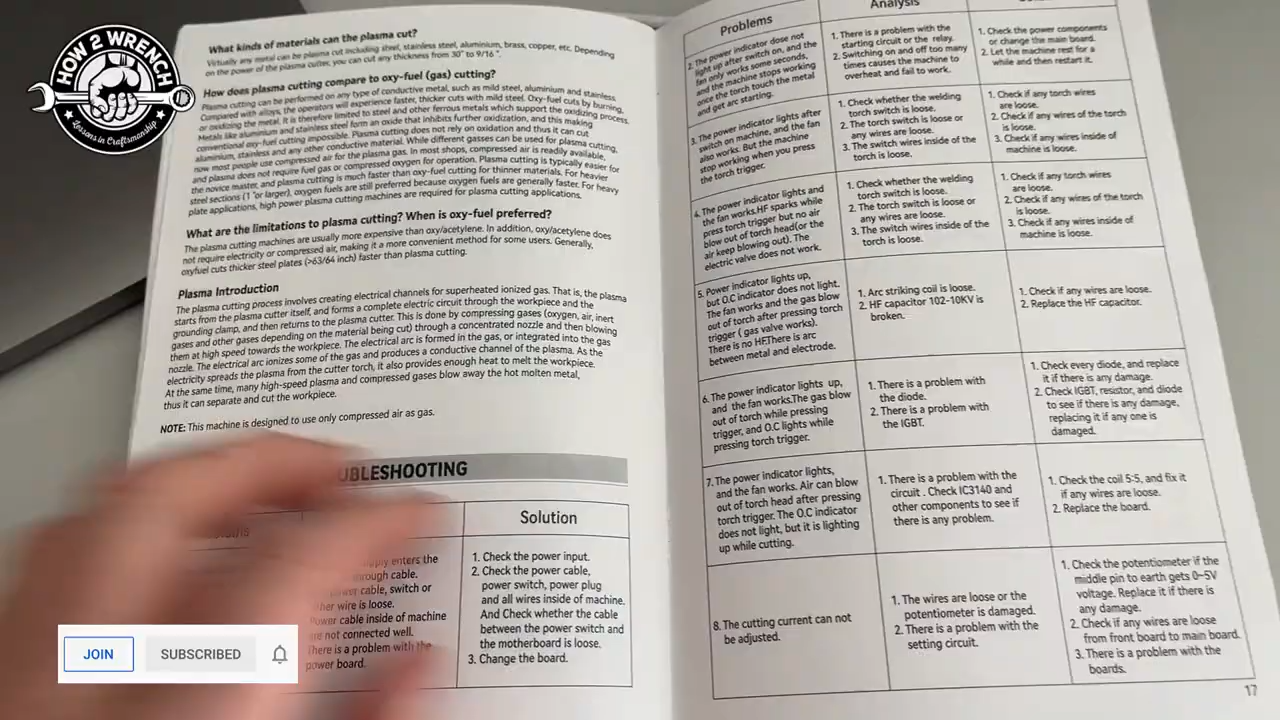 HOW 2 WRENCH
Lessons in Craftsmanship
What kinds of materials can the plasma cut?
Virtually any metal can be plasma cut including steel, stainless steel, aluminium, brass, copper, etc. Depending
on the power of the plasma cutter, you can cut any thickness from 30" to 9/16 ".
How does plasma cutting compare to oxy-fuel (gas) cutting?
Plasma cutting can be performed on any type of conductive metal, such as mild steel, aluminum and stainless.
Compared with alloys, the operators will experience faster, thicker cuts with mild steel. Oxy-fuel cuts by burning,
or oxidizing the metal. It is therefore limited to steel and other ferrous metals which support the oxidizing process.
Metals like aluminium and stainless steel form an oxide that inhibits further oxidization, and this making
conventional oxy-fuel cutting impossible. Plasma cutting does not rely on oxidation and thus it can cut
aluminium, stainless and any other conductive material. While different gasses can be used for plasma cutting,
now most people use compressed air for the plasma gas. In most shops, compressed air is readily available,
and plasma does not require fuel gas or compressed oxygen for operation. Plasma cutting is typically easier for
the novice master, and plasma cutting is much faster than oxy-fuel cutting for thinner materials. For heavier
steel sections (1 "or larger), oxygen fuels are still preferred because oxygen fuels are generally faster. For heavy
plate applications, high power plasma cutting machines are required for plasma cutting applications.
What are the limitations to plasma cutting? When is oxy-fuel preferred?
The plasma cutting machines are usually more expensive than oxy/acetylene. In addition, oxy/acetylene does
not require electricity or compressed air, making it a more convenient method for some users. Generally,
oxyfuel cuts thicker steel plates (>63/64 inch) faster than plasma cutting.
Plasma Introduction
The plasma cutting process involves creating electrical channels for superheated ionized gas. That is, the plasma
starts from the plasma cutter itself, and forms a complete electric circuit through the workpiece and the
grounding clamp, and then returns to the plasma cutter. This is done by compressing gases (oxygen, air, inert
gases and other gases depending on the material being cut) through a concentrated nozzle and then blowing
them at high speed towards the workpiece. The electrical arc is formed in the gas, or integrated into the gas
nozzle. The electrical arc ionizes some of the gas and produces a conductive channel of the plasma. As the
electricity spreads the plasma from the cutter torch, it also provides enough heat to melt the workpiece.
At the same time, many high-speed plasma and compressed gases blow away the hot molten metal,
thus it can separate and cut the workpiece.
NOTE: This machine is designed to use only compressed air as gas.
UBLESHOOTING
Solution
enters the
cable.
cable, switch or
wire is loose.
Power cable inside of machine
not connected well.
There is a problem with the
power board.
1. Check the power input.
2. Check the power cable,
power switch, power plug
and all wires inside of machine.
And Check whether the cable
between the power switch and
the motherboard is loose.
3. Change the board.
Problems
Analysis
2. The power indicator dose not
light up after switch on, and the
fan only works some seconds,
and the machine stops working
once the torch touch the metal
and get arc starting.
1. There is a problem with the
starting circuit or the relay.
2. Switching on and off too many
times causes the machine to
overheat and fail to work.
1. Check the power components
or change the main board.
2. Let the machine rest for a
while and then restart it.
3. The power indicator lights after
switch on machine, and the fan
also works. But the machine
stop working when you press
the torch trigger.
1. Check whether the welding
torch switch is loose.
2. The torch switch is loose or
any wires are loose.
3. The switch wires inside of the
torch is loose.
1. Check if any torch wires
are loose.
2. Check if any wires of the torch
is loose.
3. Check if any wires inside of
machine is loose.
4. The power indicator lights and
the fan works.HF sparks while
press torch trigger but no air
blow out of torch head(or the
air keep blowing out). The
electric valve does not work.
1. Check whether the welding
torch switch is loose.
2. The torch switch is loose or
any wires are loose.
3. The switch wires inside of the
torch is loose.
1. Check if any torch wires
are loose.
2. Check if any wires of the torch
is loose.
3. Check if any wires inside of
machine is loose.
5. Power indicator lights up,
but O.C indicator does not light.
The fan works and the gas blow
out of torch after pressing torch
trigger ( gas valve works).
There is no HF.There is arc
between metal and electrode.
1. Arc striking coil is loose.
2. HF capacitor 102-10KV is
broken.
1. Check if any wires are loose.
2. Replace the HF capacitor.
6. The power indicator lights up,
and the fan works.The gas blow
out of torch while pressing
trigger, and O.C lights while
pressing torch trigger.
1. There is a problem with
the diode.
2. There is a problem with
the IGBT.
1. Check every diode, and replace
it if there is any damage.
2. Check IGBT, resistor, and diode
to see if there is any damage,
replacing it if any one is
damaged.
7. The power indicator lights,
and the fan works. Air can blow
out of torch head after pressing
torch trigger. The O.C indicator
does not light, but it is lighting
up while cutting.
1. There is a problem with the
circuit . Check IC3140 and
other components to see if
there is any problem.
1. Check the coil 5:5, and fix it
if any wires are loose.
2. Replace the board.
8. The cutting current can not
be adjusted.
1. The wires are loose or the
potentiometer is damaged.
2. There is a problem with the
setting circuit.
1. Check the potentiometer if the
middle pin to earth gets 0~5V
voltage. Replace it if there is
any damage.
2. Check if any wires are loose
from front board to main board.
3. There is a problem with the
boards.
17
JOIN
SUBSCRIBED